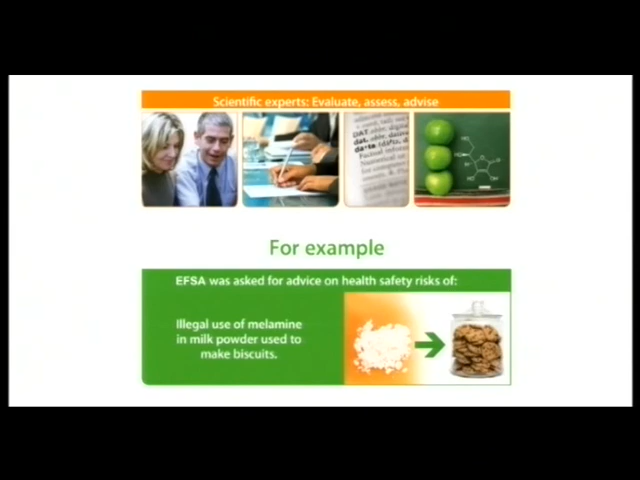 Scientific experts: Evaluate, assess, advise
For example
EFSA was asked for advice on health safety risks of:
Illegal use of melamine
in milk powder used to
make biscuits.